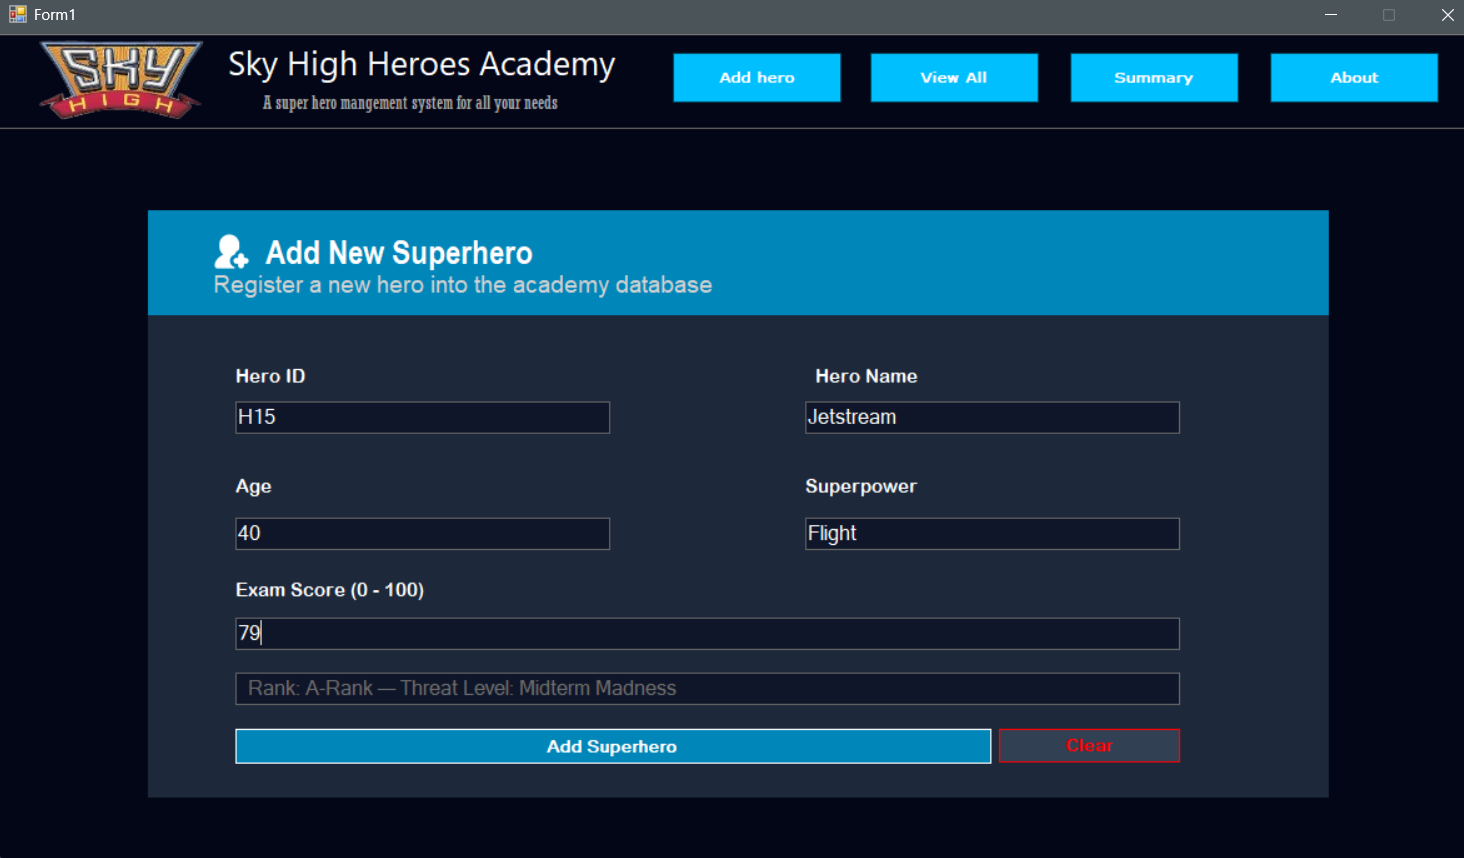 Form1
SKY
HIGH
Sky High Heroes Academy
A super hero mangement system for all your needs
Add hero
View All
Summary
About
Add New Superhero
Register a new hero into the academy database
Hero ID
Hero Name
H15
Jetstream
Age
Superpower
40
Flight
Exam Score (0 - 100)
79
Rank: A-Rank — Threat Level: Midterm Madness
Add Superhero
Clear